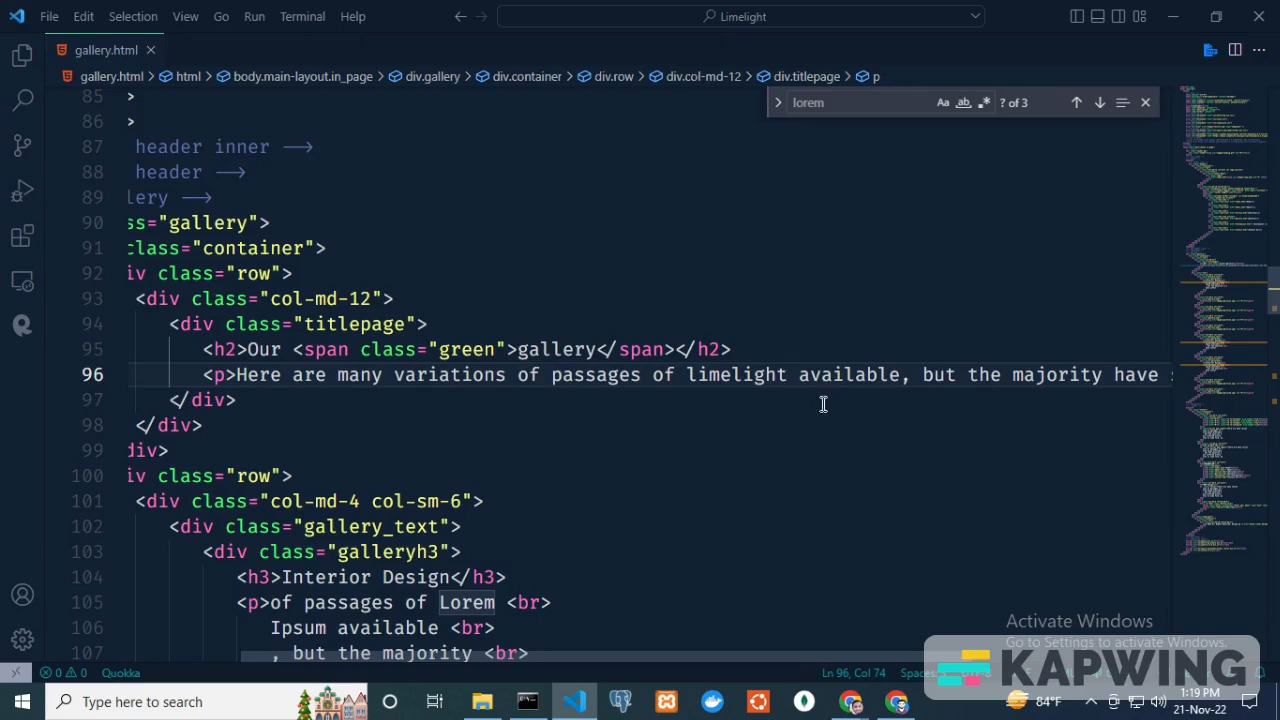 File Edit Selection View Go Run Terminal Help
Limelight
gallery.html
gallery.html > html > body.main-layout.in_page > div.gallery > div.container > div.row > div.col-md-12 > div.titlepage > p
lorem Aa ab .* ? of 3
85 >
86 >
87 header inner -->
88 header -->
89 lery -->
90 ss="gallery">
91 class="container">
92 iv class="row">
93 <div class="col-md-12">
94 <div class="titlepage">
95 <h2>Our <span class="green">gallery</span></h2>
96 <p>Here are many variations of passages of limelight available, but the majority have
97 </div>
98 </div>
99 div>
100 iv class="row">
101 <div class="col-md-4 col-sm-6">
102 <div class="gallery_text">
103 <div class="galleryh3">
104 <h3>Interior Design</h3>
105 <p>of passages of Lorem <br>
106 Ipsum available <br>
107 , but the majority <br>
Activate Windows
Go to Settings to activate Windows.
KAPWING
0 0 Quokka Ln 96, Col 74
Type here to search
84°F
1:19 PM
21-Nov-22